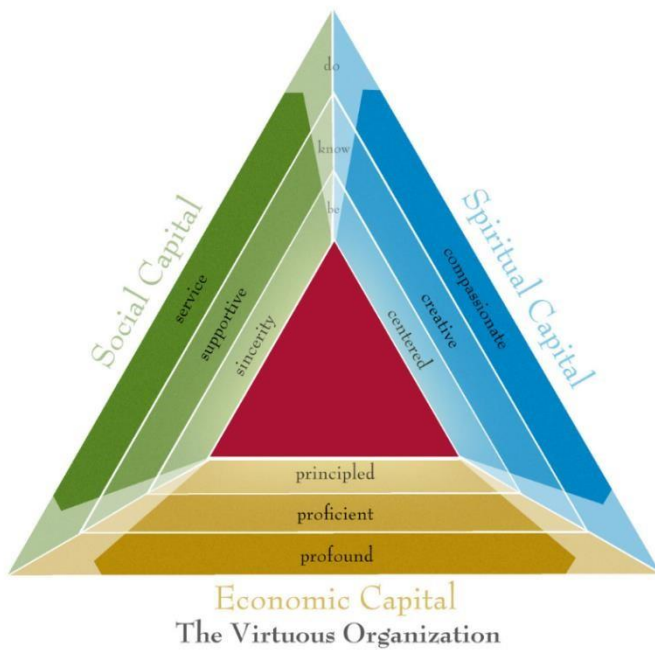 do
know
be
Social Capital
service
supportive
sincerity
Spiritual Capital
compassionate
creative
centered
principled
proficient
profound
Economic Capital
The Virtuous Organization